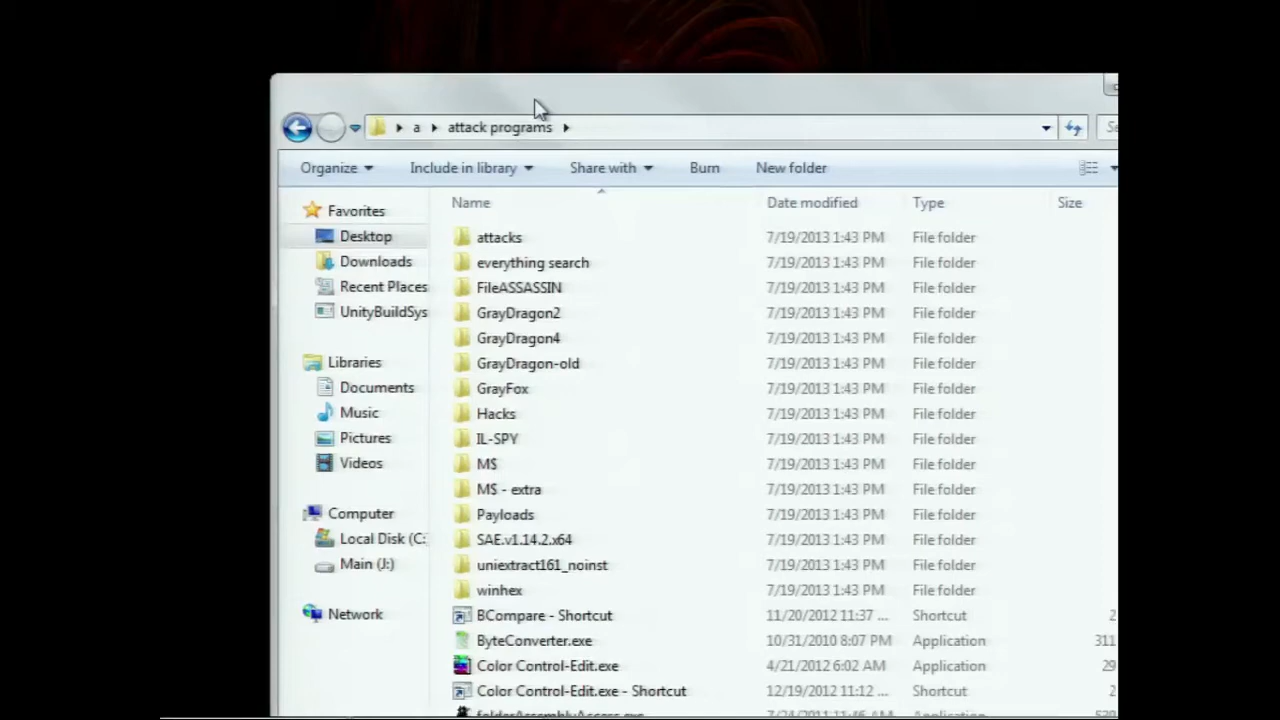 a attack programs
Organize Include in library Share with Burn New folder
Name Date modified Type Size
Favorites
Desktop
Downloads
Recent Places
UnityBuildSys
Libraries
Documents
Music
Pictures
Videos
Computer
Local Disk (C:
Main (J:)
Network
attacks 7/19/2013 1:43 PM File folder
everything search 7/19/2013 1:43 PM File folder
FileASSASSIN 7/19/2013 1:43 PM File folder
GrayDragon2 7/19/2013 1:43 PM File folder
GrayDragon4 7/19/2013 1:43 PM File folder
GrayDragon-old 7/19/2013 1:43 PM File folder
GrayFox 7/19/2013 1:43 PM File folder
Hacks 7/19/2013 1:43 PM File folder
IL-SPY 7/19/2013 1:43 PM File folder
M$ 7/19/2013 1:43 PM File folder
M$ - extra 7/19/2013 1:43 PM File folder
Payloads 7/19/2013 1:43 PM File folder
SAE.v1.14.2.x64 7/19/2013 1:43 PM File folder
uniextract161_noinst 7/19/2013 1:43 PM File folder
winhex 7/19/2013 1:43 PM File folder
BCompare - Shortcut 11/20/2012 11:37 ... Shortcut 2
ByteConverter.exe 10/31/2010 8:07 PM Application 311
Color Control-Edit.exe 4/21/2012 6:02 AM Application 29
Color Control-Edit.exe - Shortcut 12/19/2012 11:12 ... Shortcut 2
folderAssemblyAccess.exe 7/24/2011 11:46 AM Application